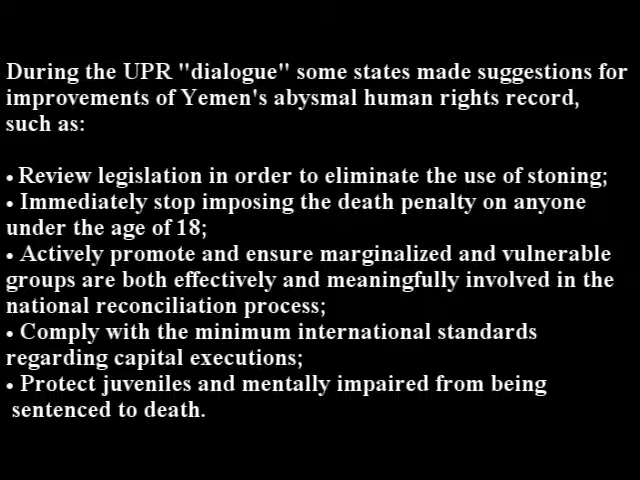 During the UPR "dialogue" some states made suggestions for
improvements of Yemen's abysmal human rights record,
such as:
• Review legislation in order to eliminate the use of stoning;
• Immediately stop imposing the death penalty on anyone
under the age of 18;
• Actively promote and ensure marginalized and vulnerable
groups are both effectively and meaningfully involved in the
national reconciliation process;
• Comply with the minimum international standards
regarding capital executions;
• Protect juveniles and mentally impaired from being
sentenced to death.